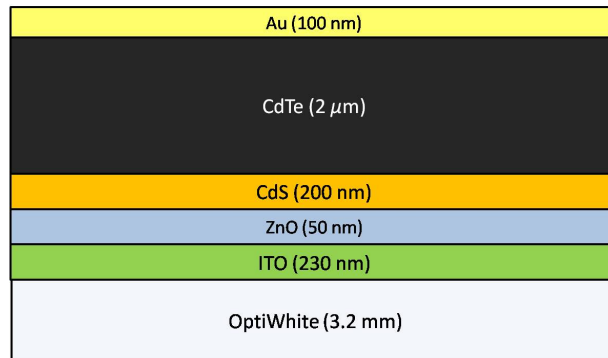 Au (100 nm)
CdTe (2 𝜇m)
CdS (200 nm)
ZnO (50 nm)
ITO (230 nm)
OptiWhite (3.2 mm)